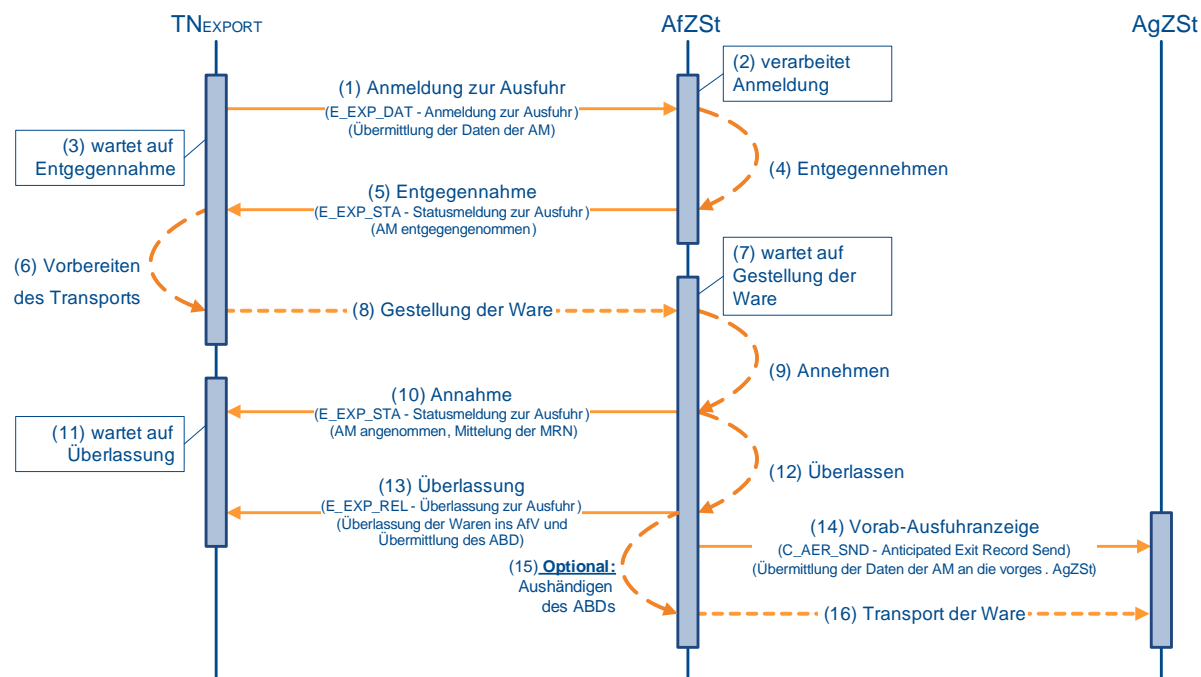 TNEXPORT
AfZSt
AgZSt
(1) Anmeldung zur Ausfuhr
(E_EXP_DAT - Anmeldung zur Ausfuhr)
(Übermittlung der Daten der AM)
(2) verarbeitet
Anmeldung
(3) wartet auf
Entgegennahme
(4) Entgegennehmen
(5) Entgegennahme
(E_EXP_STA - Statusmeldung zur Ausfuhr)
(AM entgegengenommen)
(6) Vorbereiten
des Transports
(7) wartet auf
Gestellung der
Ware
(8) Gestellung der Ware
(9) Annehmen
(10) Annahme
(E_EXP_STA - Statusmeldung zur Ausfuhr)
(AM angenommen, Mittelung der MRN)
(11) wartet auf
Überlassung
(12) Überlassen
(13) Überlassung
(E_EXP_REL - Überlassung zur Ausfuhr)
(Überlassung der Waren ins AfV und
Übermittlung des ABD)
(14) Vorab-Ausfuhranzeige
(C_AER_SND - Anticipated Exit Record Send)
(Übermittlung der Daten der AM an die vorges . AgZSt)
(15) Optional:
Aushändigen
des ABDs
(16) Transport der Ware